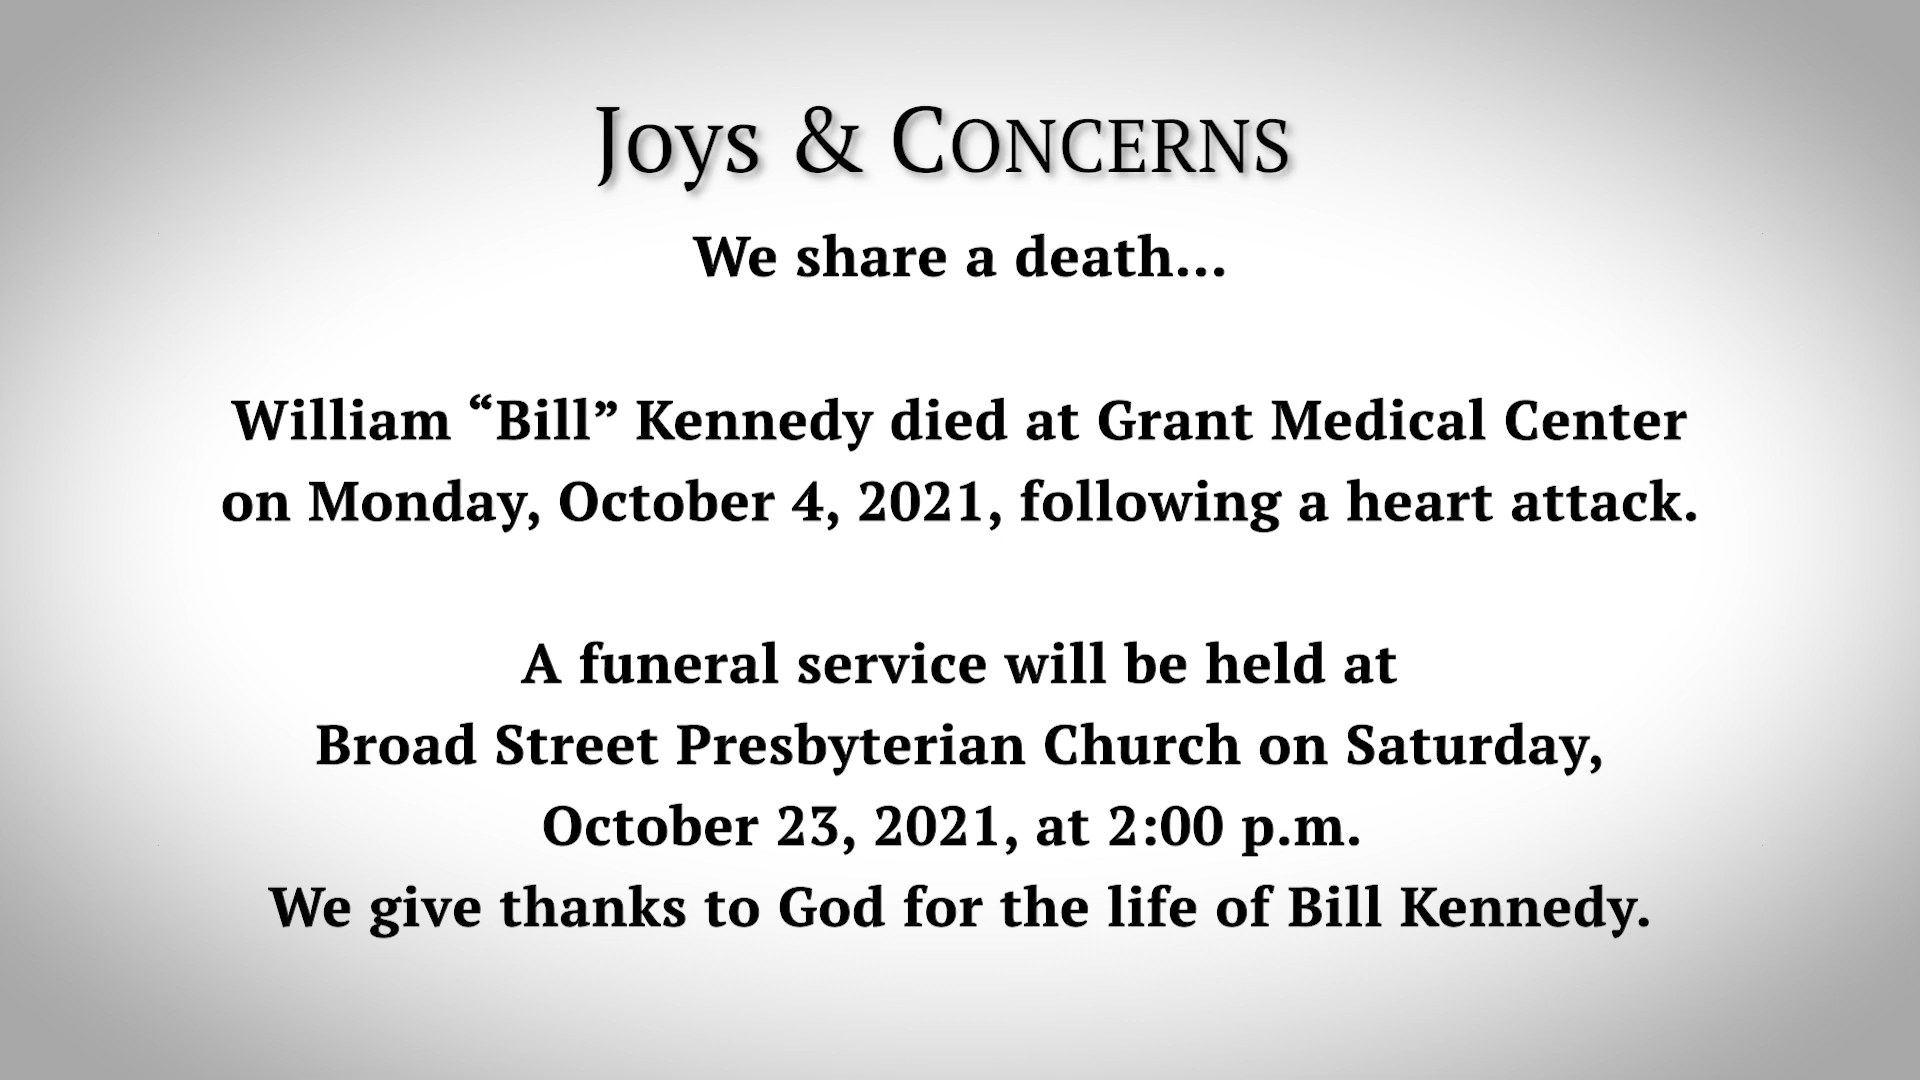 Joys & CONCERNS
We share a death...
William “Bill” Kennedy died at Grant Medical Center
on Monday, October 4, 2021, following a heart attack.
A funeral service will be held at
Broad Street Presbyterian Church on Saturday,
October 23, 2021, at 2:00 p.m.
We give thanks to God for the life of Bill Kennedy.